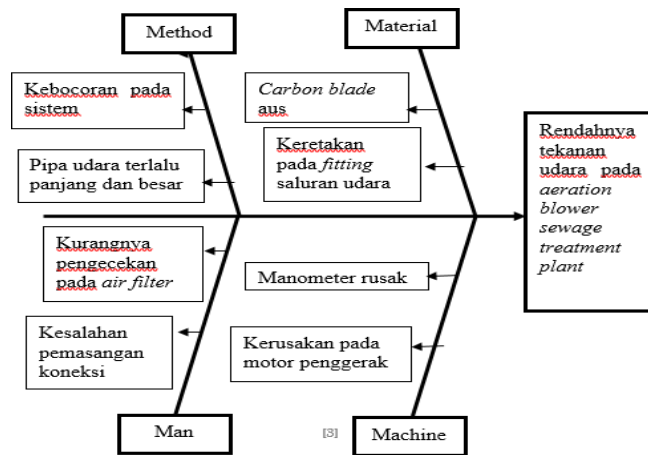 Method
Material
Kebocoran pada
sistem
Pipa udara terlalu
panjang dan besar
Carbon blade
aus
Keretakan
pada fitting
saluran udara
Rendahnya
tekanan
udara pada
aeration
blower
sewage
treatment
plant
Kurangnya
pengecekan
pada air filter
Kesalahan
pemasangan
koneksi
Manometer rusak
Kerusakan pada
motor penggerak
Man
[3]
Machine